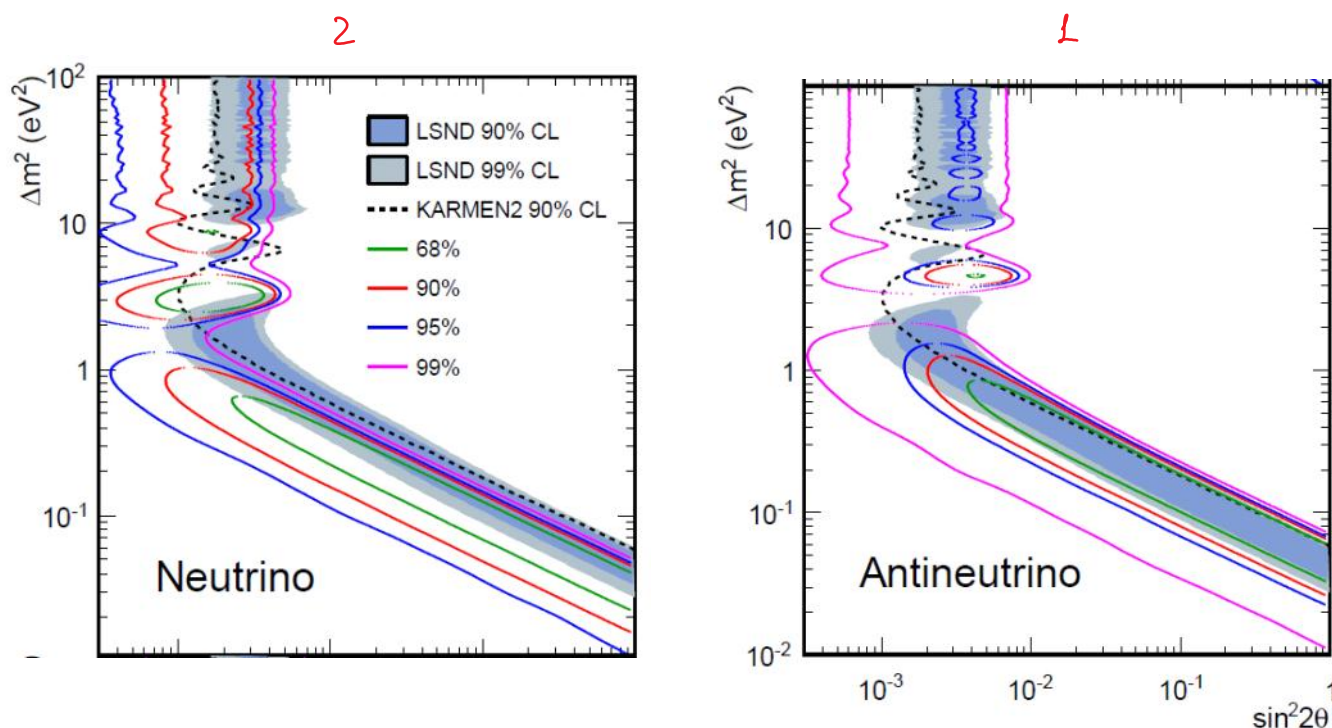 2
1
Δm² (eV²)
10²
10
1
10⁻¹
LSND 90% CL
LSND 99% CL
KARMEN2 90% CL
68%
90%
95%
99%
Neutrino
Δm² (eV²)
10
1
10⁻¹
10⁻²
Antineutrino
10⁻³
10⁻²
10⁻¹
1
sin²2θ